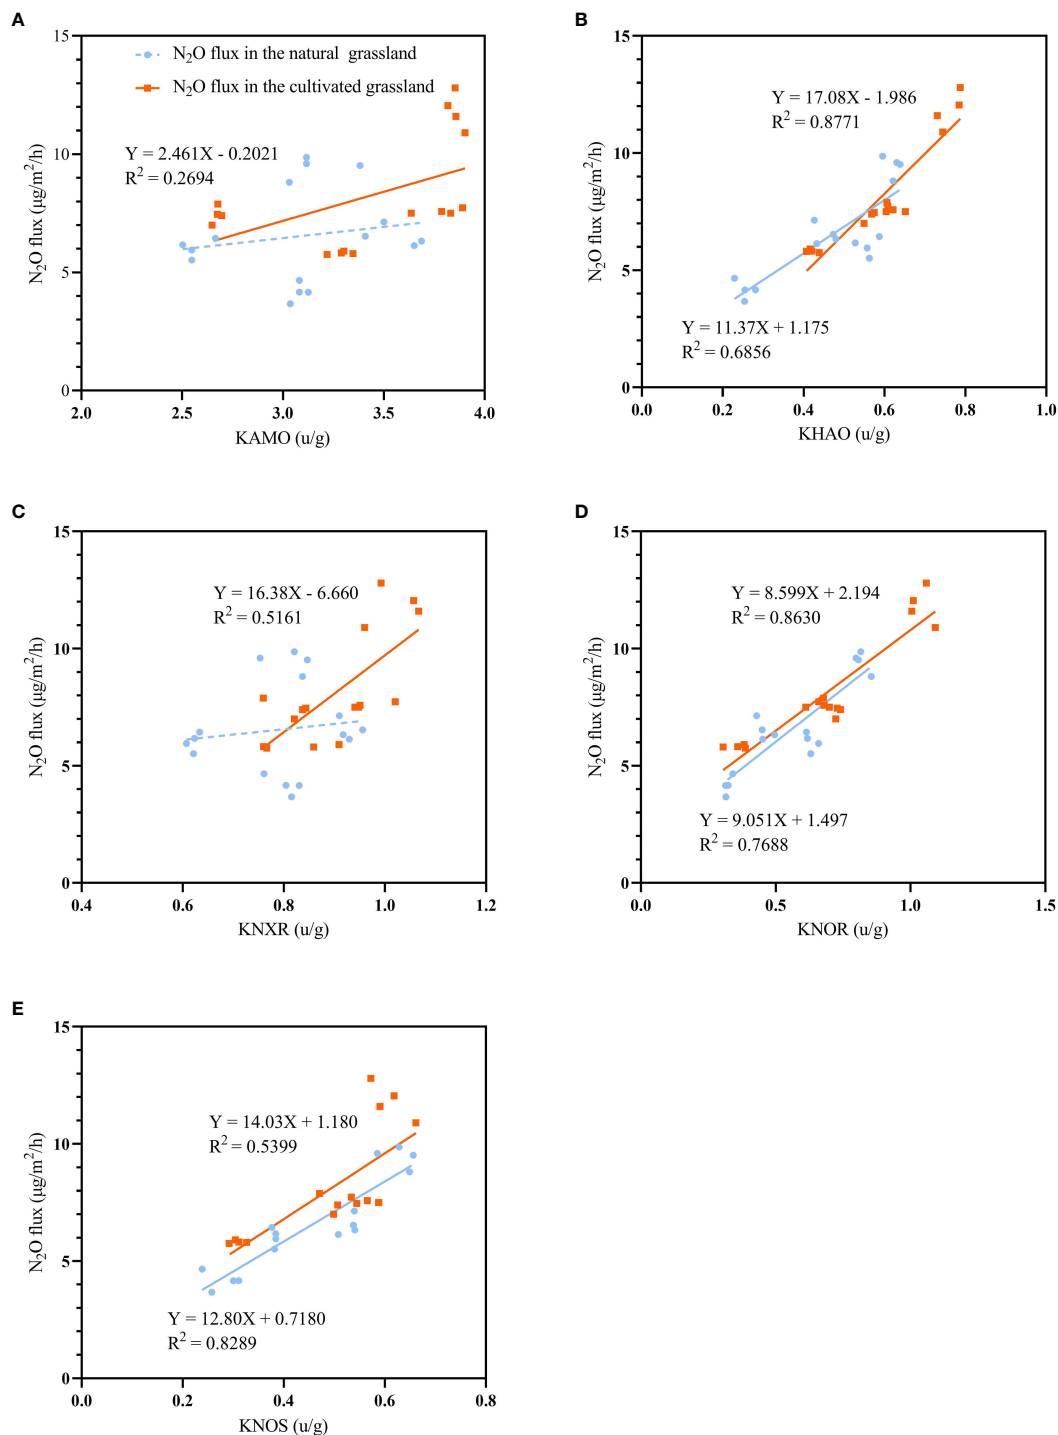 A
N2O flux in the natural grassland
N2O flux in the cultivated grassland
Y = 2.461X - 0.2021
R² = 0.2694
15
10
5
0
N2O flux (μg/m²/h)
2.0 2.5 3.0 3.5 4.0
KAMO (u/g)
B
Y = 17.08X - 1.986
R² = 0.8771
Y = 11.37X + 1.175
R² = 0.6856
15
10
5
0
N2O flux (μg/m²/h)
0.0 0.2 0.4 0.6 0.8 1.0
KHAO (u/g)
C
Y = 16.38X - 6.660
R² = 0.5161
15
10
5
0
N2O flux (μg/m²/h)
0.4 0.6 0.8 1.0 1.2
KNXR (u/g)
D
Y = 8.599X + 2.194
R² = 0.8630
Y = 9.051X + 1.497
R² = 0.7688
15
10
5
0
N2O flux (μg/m²/h)
0.0 0.5 1.0 1.5
KNOR (u/g)
E
Y = 14.03X + 1.180
R² = 0.5399
Y = 12.80X + 0.7180
R² = 0.8289
15
10
5
0
N2O flux (μg/m²/h)
0.0 0.2 0.4 0.6 0.8
KNOS (u/g)